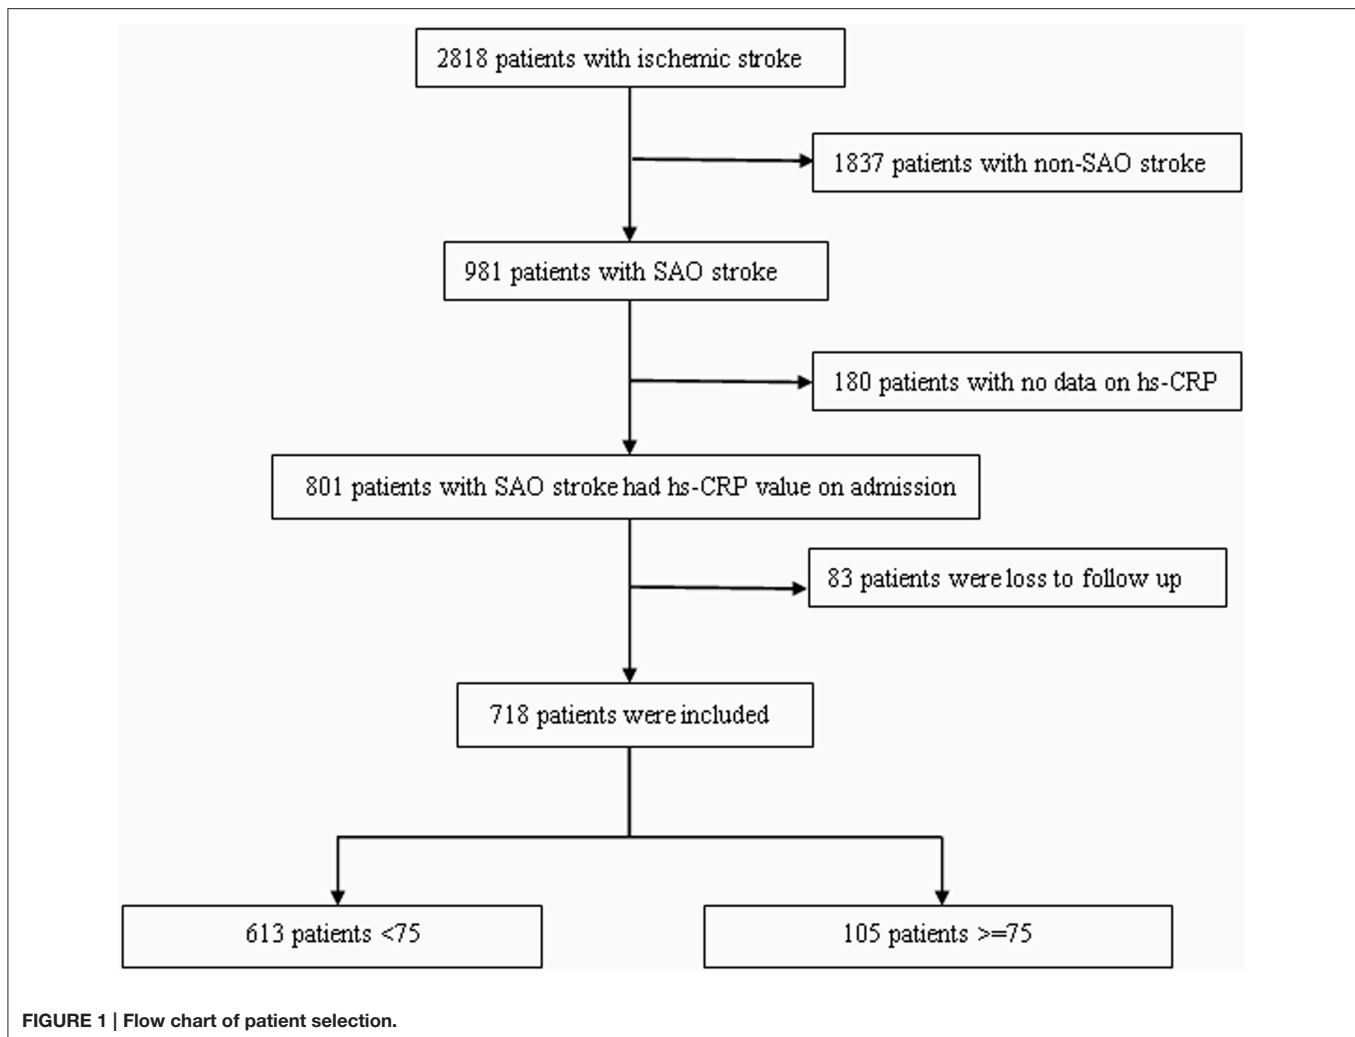 2818 patients with ischemic stroke
1837 patients with non-SAO stroke
981 patients with SAO stroke
180 patients with no data on hs-CRP
801 patients with SAO stroke had hs-CRP value on admission
83 patients were loss to follow up
718 patients were included
613 patients <75
105 patients >=75
FIGURE 1 | Flow chart of patient selection.